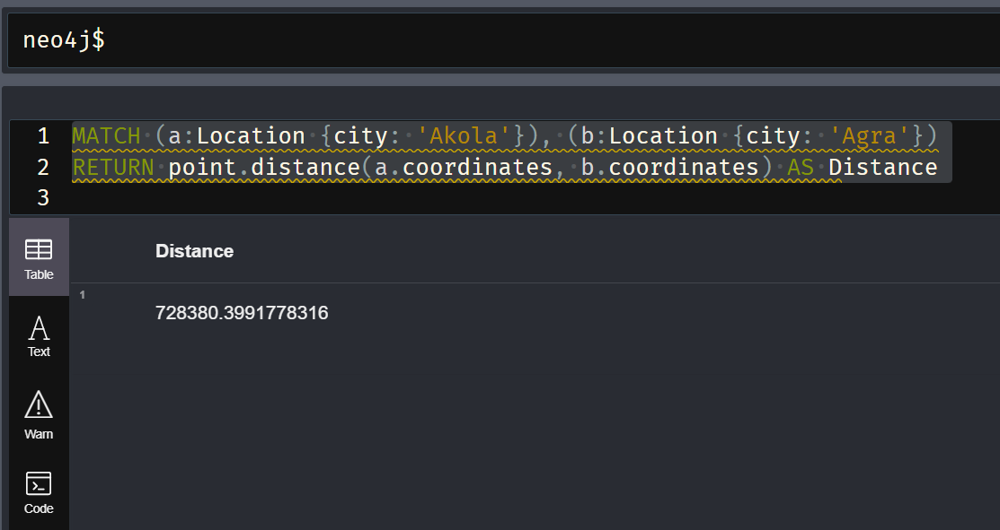 neo4j$
1 MATCH (a:Location {city: 'Akola'}), (b:Location {city: 'Agra'})
2 RETURN point.distance(a.coordinates, b.coordinates) AS Distance
3
Table
Distance
1
728380.3991778316
Text
Warn
Code